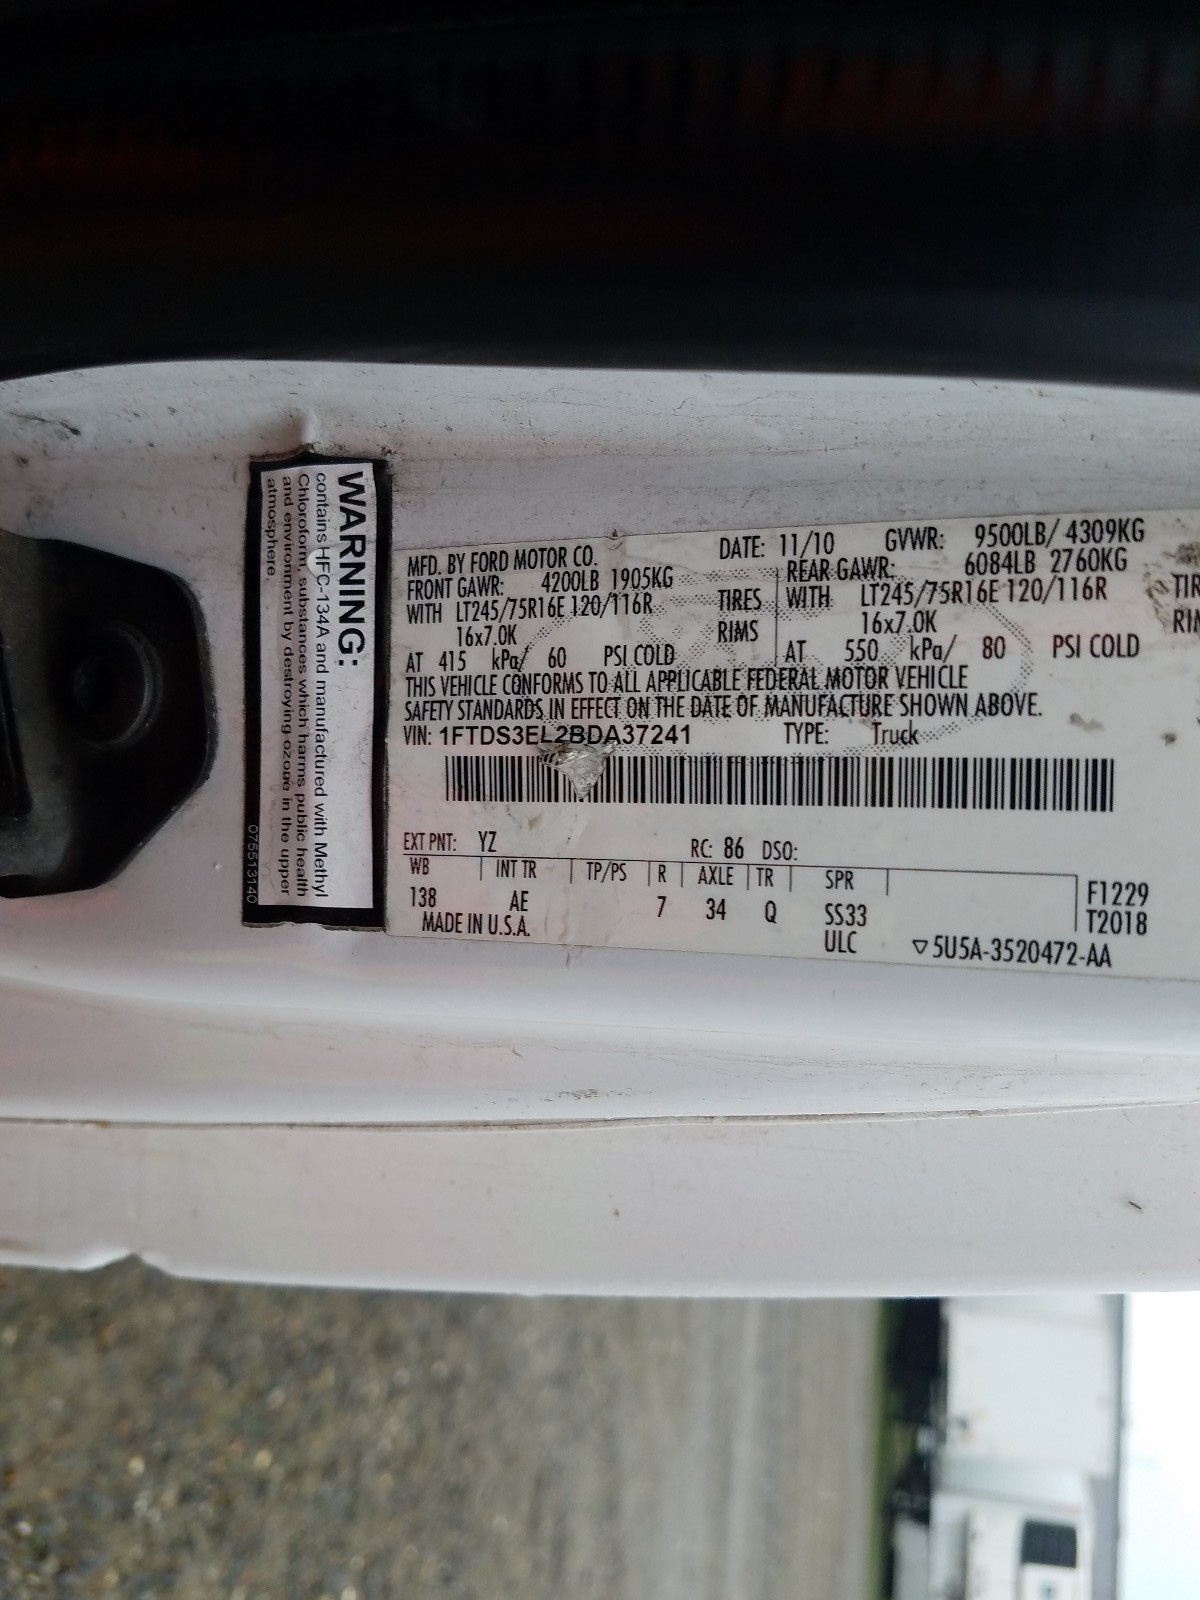 WARNING:
contains HFC-134A and manufactured with Methyl
Chloroform, substances which harms public health
and environment by destroying ozone in the upper
atmosphere.
075513140
MFD. BY FORD MOTOR CO. DATE: 11/10 GVWR: 9500LB/ 4309KG
FRONT GAWR: 4200LB 1905KG REAR GAWR: 6084LB 2760KG
WITH LT245/75R16E 120/116R TIRES WITH LT245/75R16E 120/116R TIR
16x7.0K RIMS 16x7.0K RIM
AT 415 kPa/ 60 PSI COLD AT 550 kPa/ 80 PSI COLD
THIS VEHICLE CONFORMS TO ALL APPLICABLE FEDERAL MOTOR VEHICLE
SAFETY STANDARDS IN EFFECT ON THE DATE OF MANUFACTURE SHOWN ABOVE.
VIN: 1FTDS3EL2BDA37241 TYPE: Truck
EXT PNT: YZ RC: 86 DSO:
WB INT TR TP/PS R AXLE TR SPR
138 AE 7 34 Q SS33
ULC
F1229
T2018
MADE IN U.S.A.
▽5U5A-3520472-AA